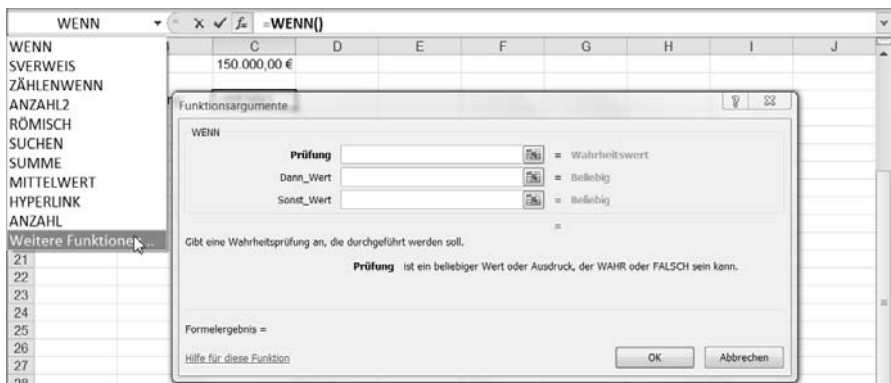 WENN =WENN()
WENN C D E F G H I J
SVERWEIS 150.000,00 €
ZÄHLENWENN
ANZAHL2
RÖMISCH
SUCHEN
SUMME
MITTELWERT
HYPERLINK
ANZAHL
Weitere Funktionen...
21
22
23
24
25
26
27
28
Funktionsargumente
WENN
Prüfung = Wahrheitswert
Dann_Wert = Beliebig
Sonst_Wert = Beliebig
=
Gibt eine Wahrheitsprüfung an, die durchgeführt werden soll.
Prüfung ist ein beliebiger Wert oder Ausdruck, der WAHR oder FALSCH sein kann.
Formelergebnis =
Hilfe für diese Funktion OK Abbrechen